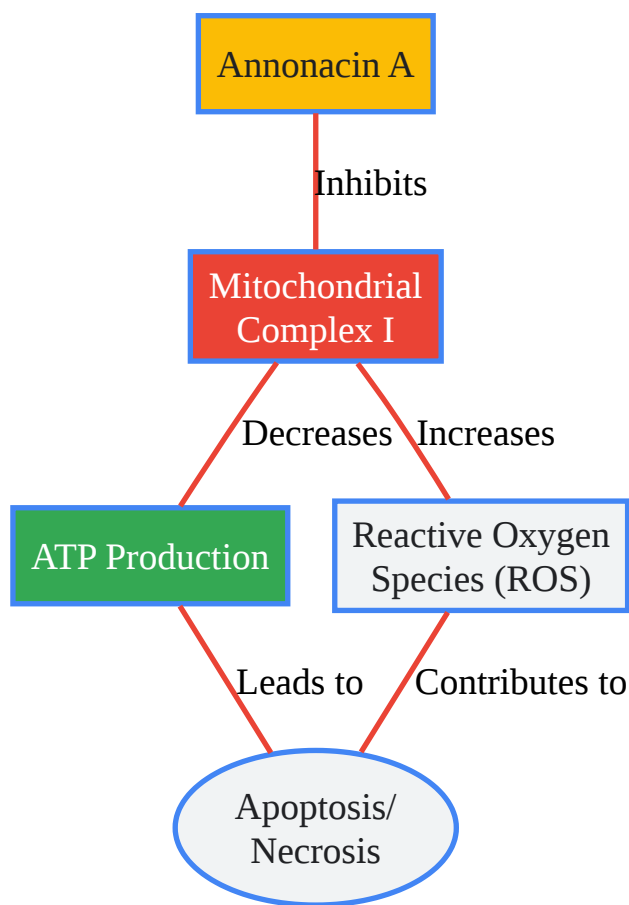 Annonacin A
Inhibits
Mitochondrial
Complex I
Decreases
Increases
ATP Production
Reactive Oxygen
Species (ROS)
Leads to
Contributes to
Apoptosis/
Necrosis